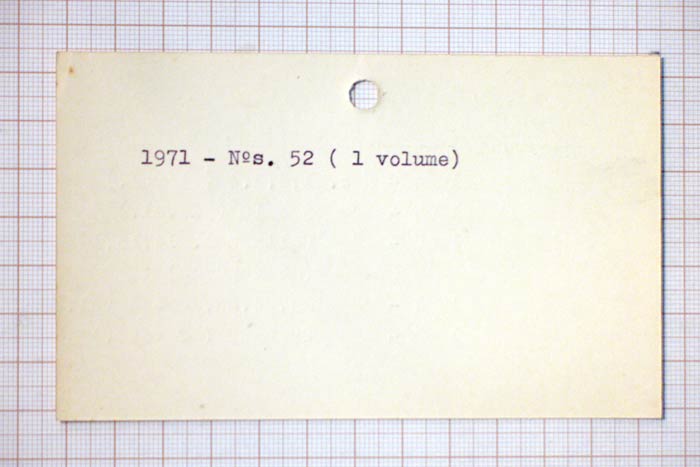 1971 - Nºs. 52 ( 1 volume)